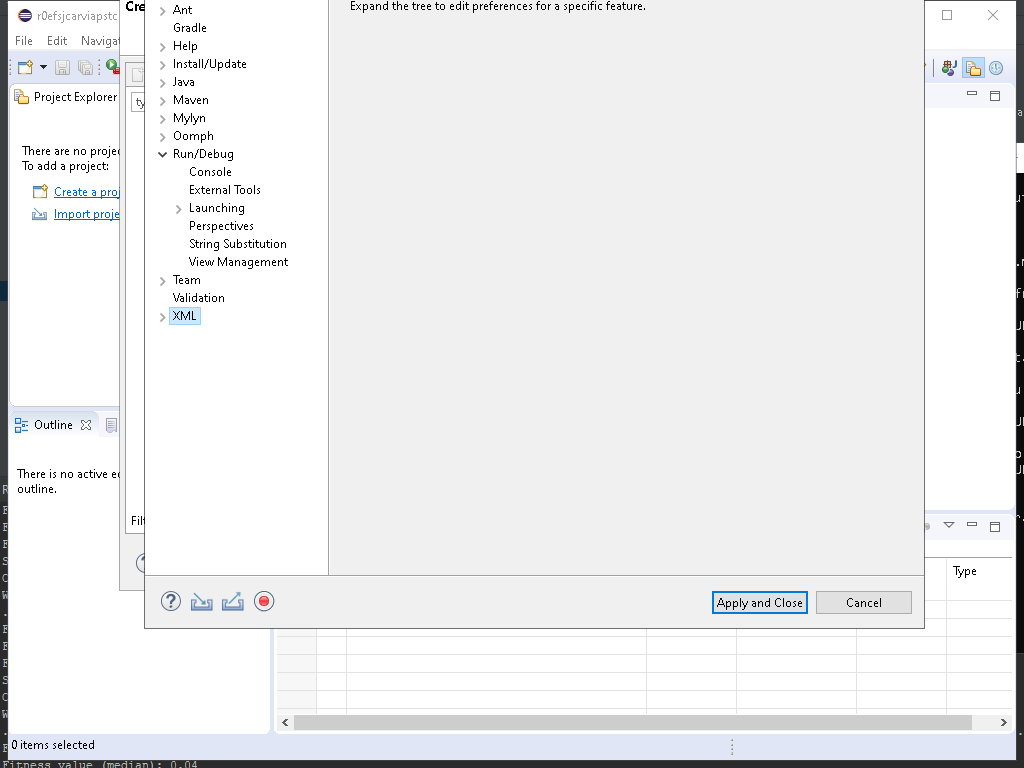 r0efsjcarviapstc
Cre
Expand the tree to edit preferences for a specific feature.
File Edit Navigat
Ant
Gradle
Help
Install/Update
Java
Maven
Mylyn
Oomph
Run/Debug
Console
External Tools
Launching
Perspectives
String Substitution
View Management
Team
Validation
XML
Project Explorer
ty
There are no projec
To add a project:
Create a proj
Import proje
Outline
There is no active ed
outline.
Filt
Type
Apply and Close
Cancel
0 items selected
Fitness value (median): 0.04